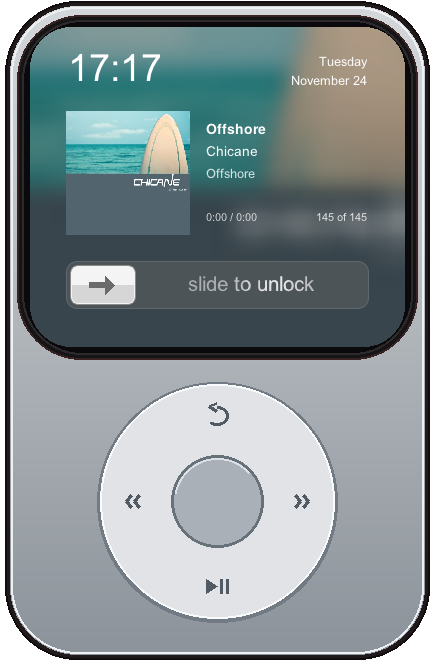 17:17
Tuesday
November 24
Offshore
Chicane
Offshore
0:00 / 0:00
145 of 145
CHICANE
slide to unlock